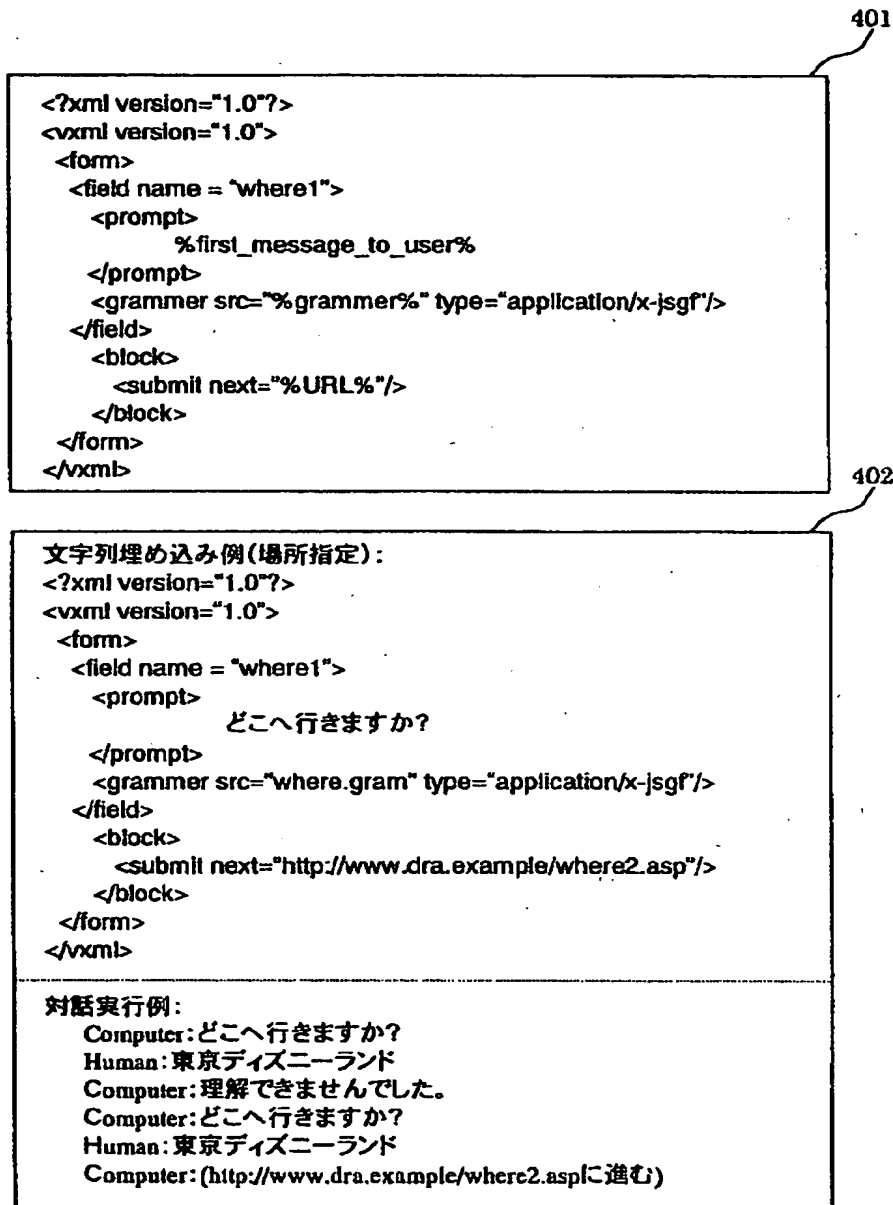 401
<?xml version="1.0"?>
<vxml version="1.0">
<form>
<field name = "where1">
<prompt>
%first_message_to_user%
</prompt>
<grammer src="%grammer%" type="application/x-jsgf"/>
</field>
<block>
<submit next="%URL%"/>
</block>
</form>
</vxml>
402
文字列埋め込み例(場所指定):
<?xml version="1.0"?>
<vxml version="1.0">
<form>
<field name = "where1">
<prompt>
どこへ行きますか?
</prompt>
<grammer src="where.gram" type="application/x-jsgf"/>
</field>
<block>
<submit next="http://www.dra.example/where2.asp"/>
</block>
</form>
</vxml>
対話実行例:
Computer:どこへ行きますか?
Human:東京ディズニーランド
Computer:理解できませんでした。
Computer:どこへ行きますか?
Human:東京ディズニーランド
Computer:(http://www.dra.example/where2.aspに進む)